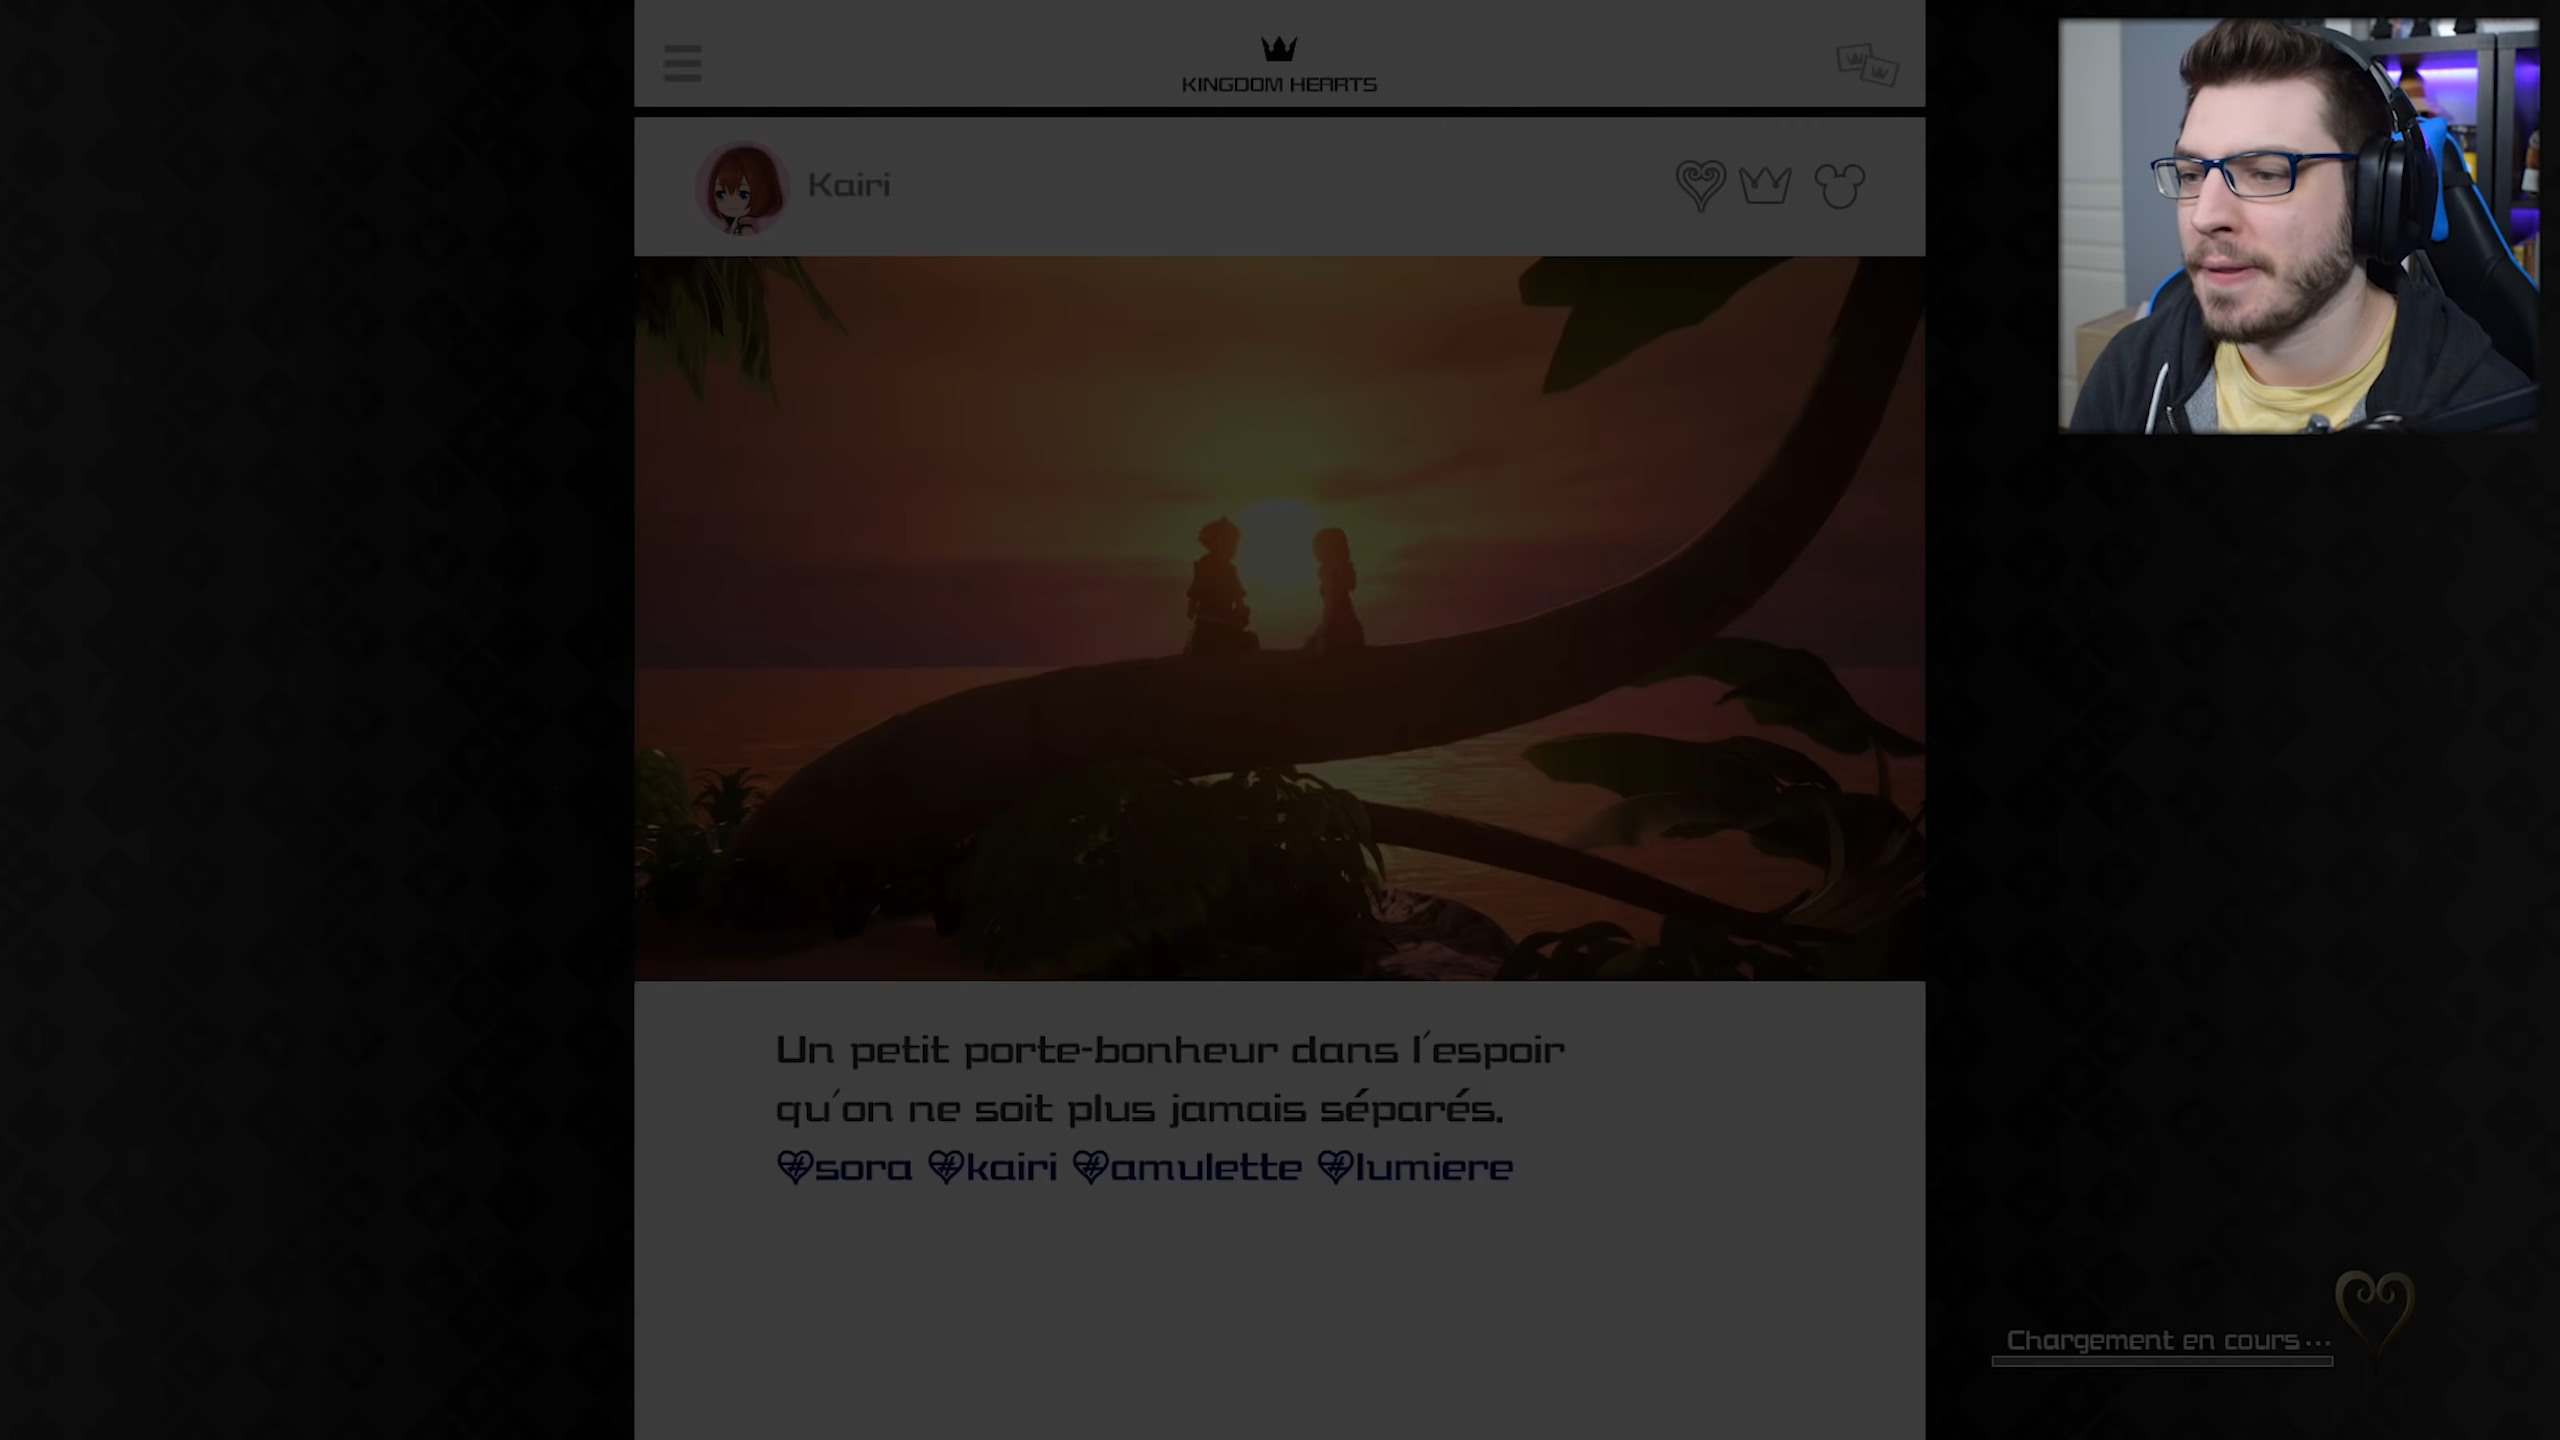 KINGDOM HEARTS
Kairi
Un petit porte-bonheur dans l'espoir
qu'on ne soit plus jamais séparés.
#sora #kairi #amulette #lumiere
Chargement en cours...